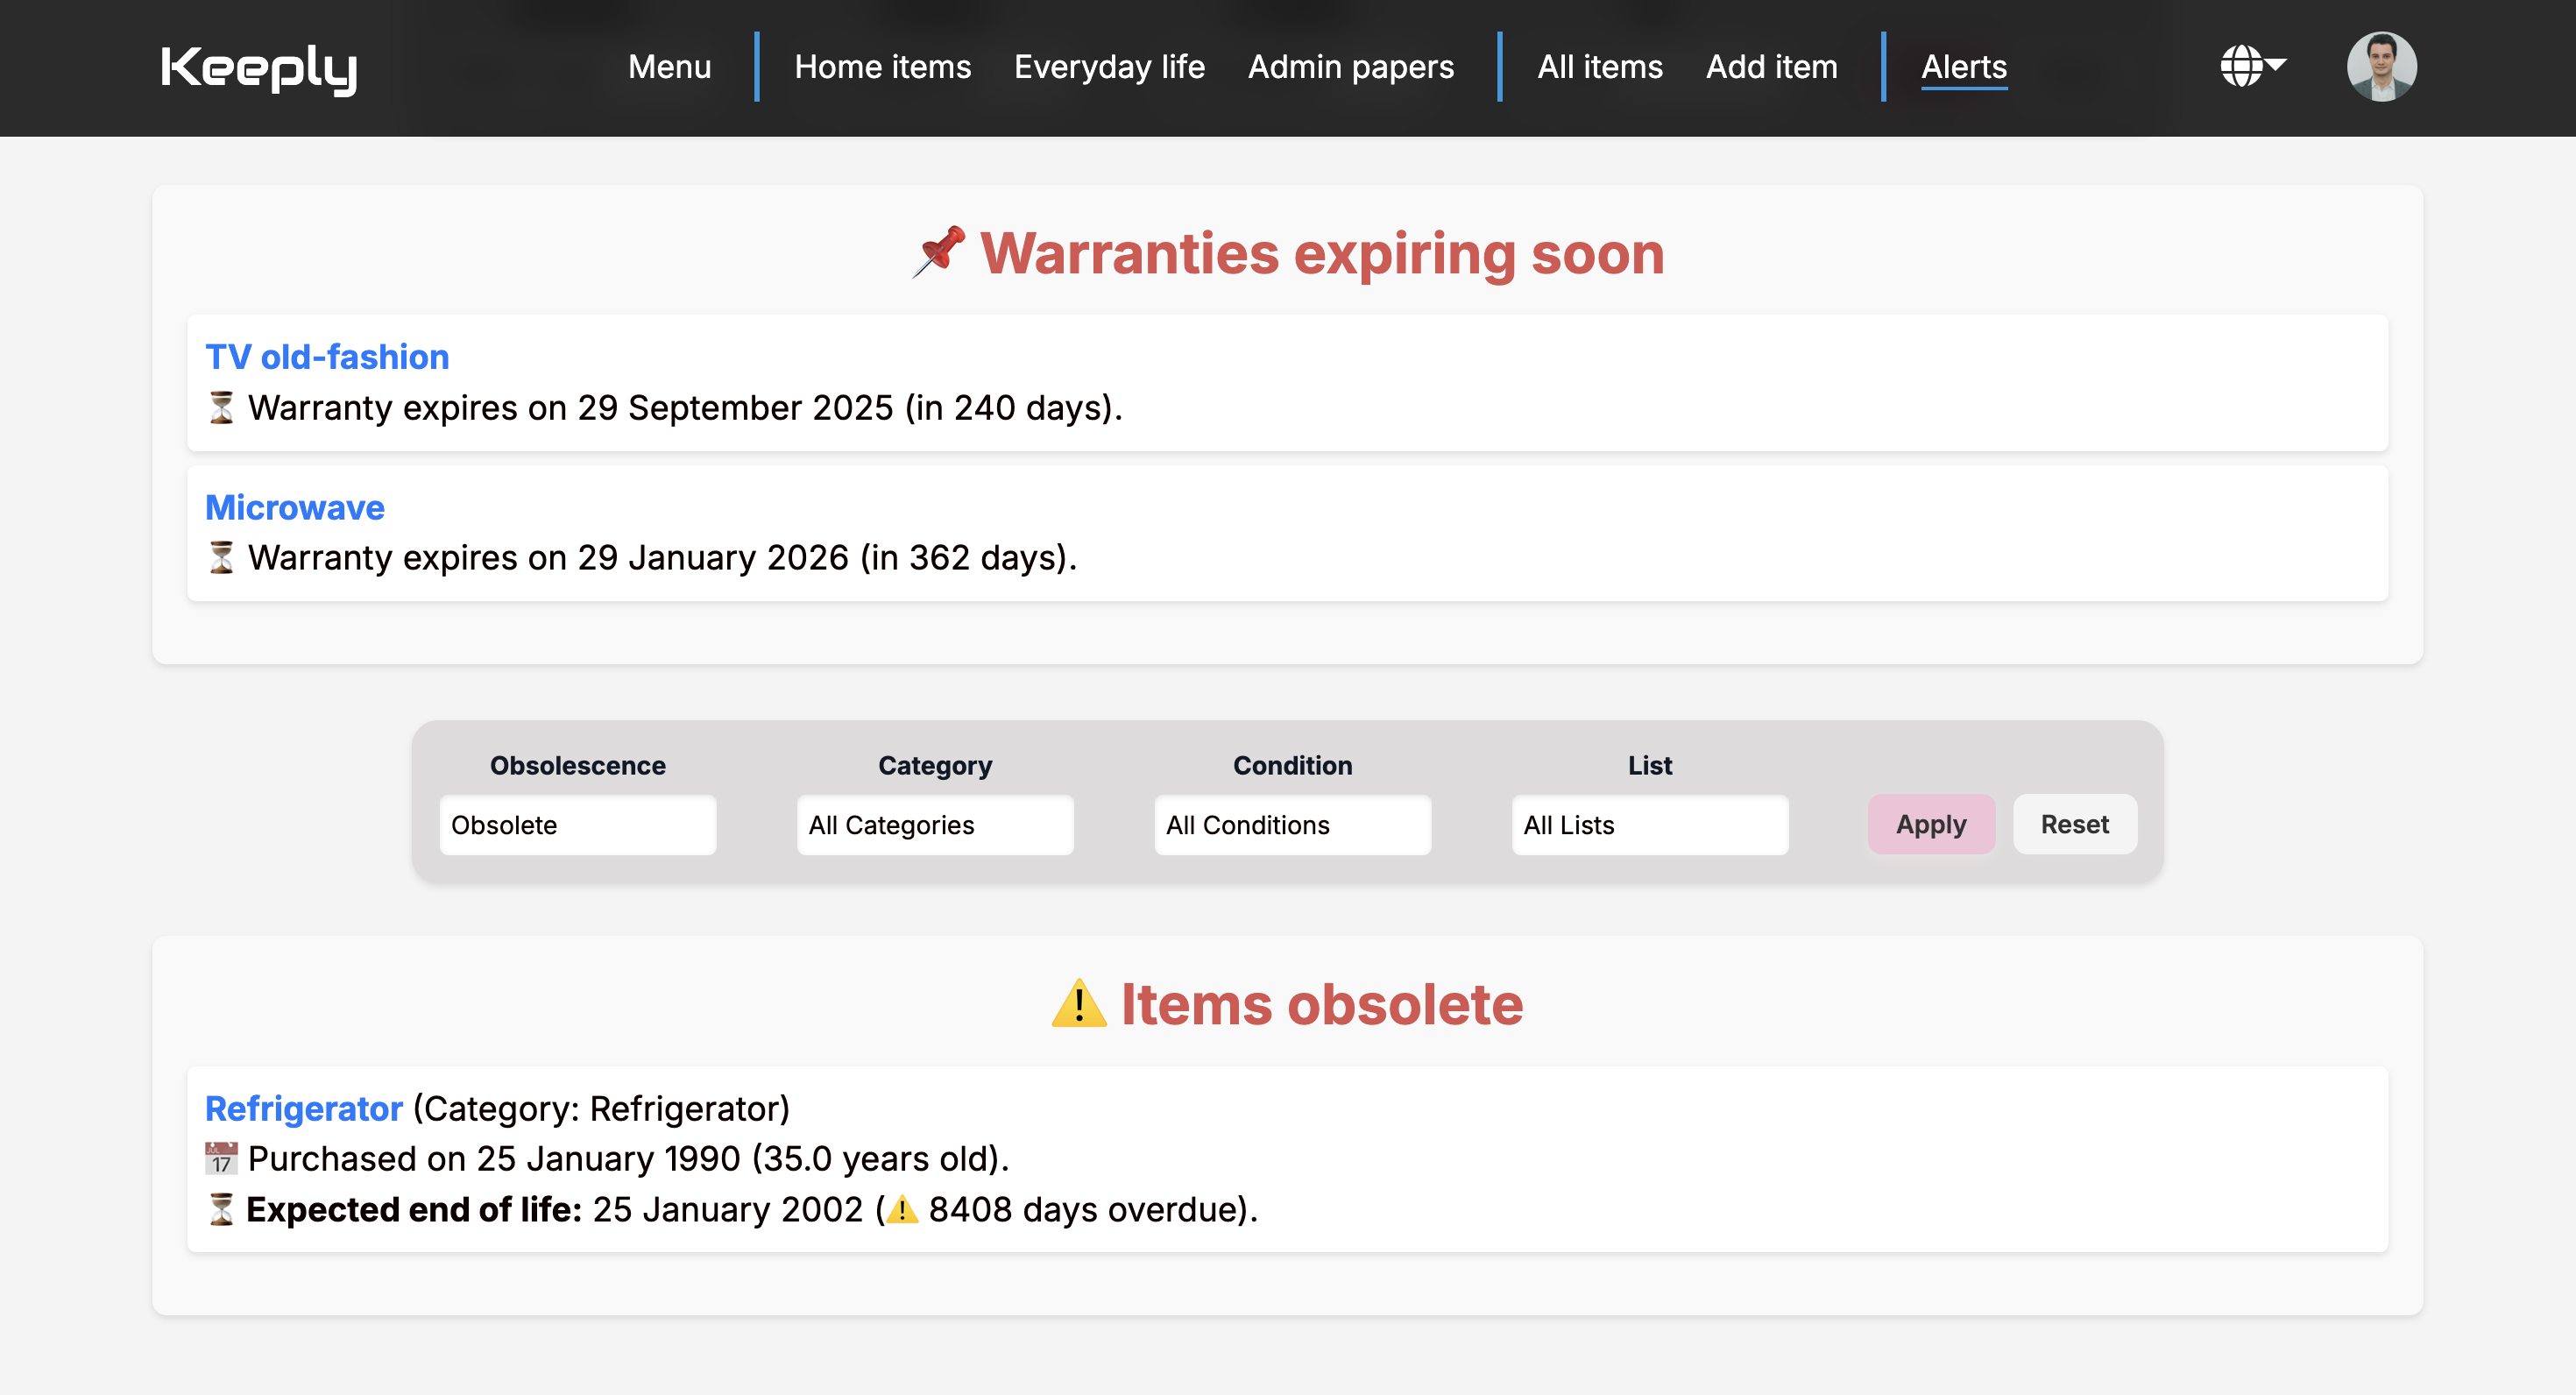 Keeply
Menu
Home items
Everyday life
Admin papers
All items
Add item
Alerts
📌 Warranties expiring soon
TV old-fashion
⏳ Warranty expires on 29 September 2025 (in 240 days).
Microwave
⏳ Warranty expires on 29 January 2026 (in 362 days).
Obsolescence
Category
Condition
List
Obsolete
All Categories
All Conditions
All Lists
Apply
Reset
⚠️ Items obsolete
Refrigerator (Category: Refrigerator)
📅 Purchased on 25 January 1990 (35.0 years old).
⏳ Expected end of life: 25 January 2002 (⚠️ 8408 days overdue).